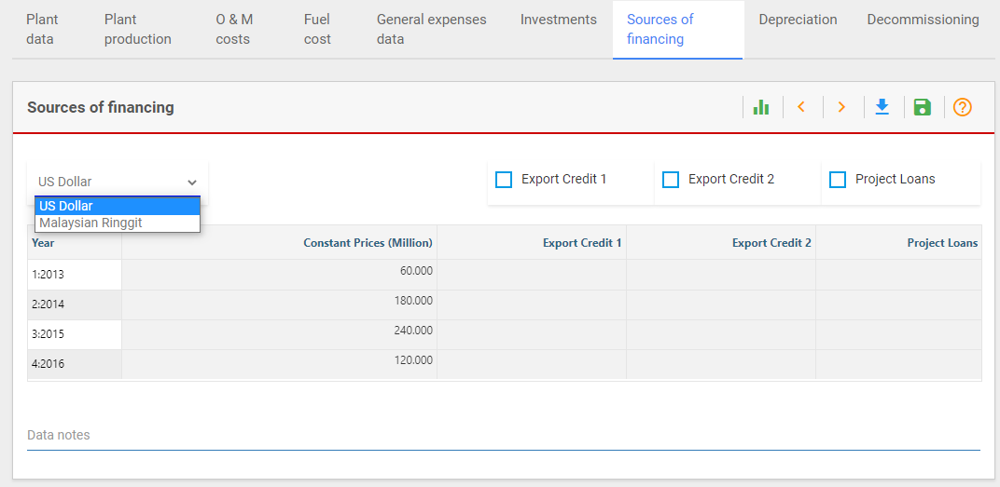 Plant data
Plant production
O & M costs
Fuel cost
General expenses data
Investments
Sources of financing
Depreciation
Decommissioning
Sources of financing
US Dollar
Export Credit 1
Export Credit 2
Project Loans
US Dollar
Malaysian Ringgit
Year Constant Prices (Million) Export Credit 1 Export Credit 2 Project Loans
1:2013 60.000
2:2014 180.000
3:2015 240.000
4:2016 120.000
Data notes